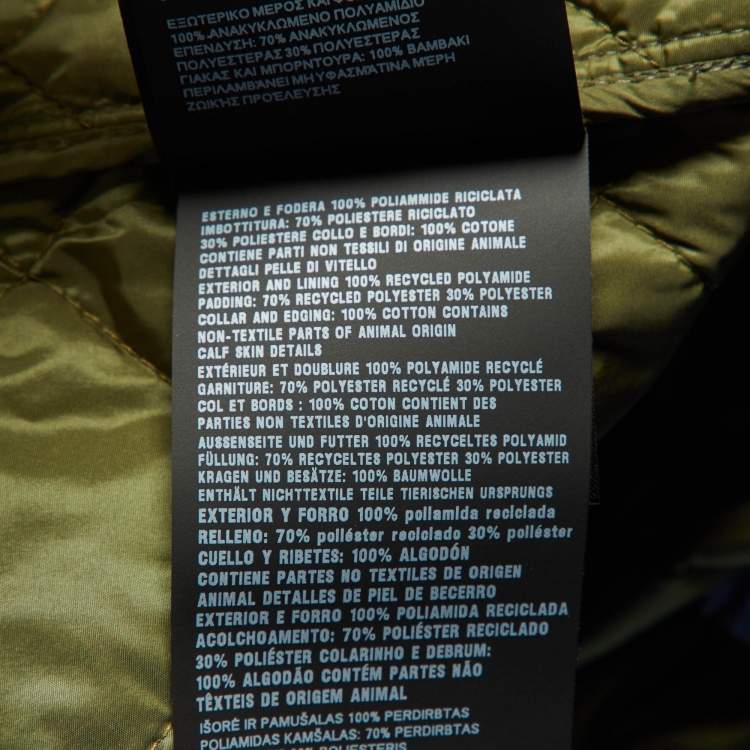 ΕΞΩΤΕΡΙΚΟ ΜΕΡΟΣ ΚΑΙ
100% ΑΝΑΚΥΚΛΩΜΕΝΟ ΠΟΛΥΑΜΙΔΙΟ
ΕΠΕΝΔΥΣΗ: 70% ΑΝΑΚΥΚΛΩΜΕΝΟΣ
ΠΟΛΥΕΣΤΕΡΑΣ 30% ΠΟΛΥΕΣΤΕΡΑΣ
ΓΙΑΚΑΣ ΚΑΙ ΜΠΟΡΝΤΟΥΡΑ: 100% ΒΑΜΒΑΚΙ
ΠΕΡΙΛΑΜΒΑΝΕΙ ΜΗ ΥΦΑΣΜΑΤΙΝΑ ΜΕΡΗ
ΖΩΙΚΗΣ ΠΡΟΕΛΕΥΣΗΣ
ESTERNO E FODERA 100% POLIAMMIDE RICICLATA
IMBOTTITURA: 70% POLIESTERE RICICLATO
30% POLIESTERE COLLO E BORDI: 100% COTONE
CONTIENE PARTI NON TESSILI DI ORIGINE ANIMALE
DETTAGLI PELLE DI VITELLO
EXTERIOR AND LINING 100% RECYCLED POLYAMIDE
PADDING: 70% RECYCLED POLYESTER 30% POLYESTER
COLLAR AND EDGING: 100% COTTON CONTAINS
NON-TEXTILE PARTS OF ANIMAL ORIGIN
CALF SKIN DETAILS
EXTÉRIEUR ET DOUBLURE 100% POLYAMIDE RECYCLÉ
GARNITURE: 70% POLYESTER RECYCLÉ 30% POLYESTER
COL ET BORDS : 100% COTON CONTIENT DES
PARTIES NON TEXTILES D'ORIGINE ANIMALE
AUSSENSEITE UND FUTTER 100% RECYCELTES POLYAMID
FÜLLUNG: 70% RECYCELTES POLYESTER 30% POLYESTER
KRAGEN UND BESÄTZE: 100% BAUMWOLLE
ENTHÄLT NICHTTEXTILE TEILE TIERISCHEN URSPRUNGS
EXTERIOR Y FORRO 100% poliamida reciclada
RELLENO: 70% poliéster reciclado 30% poliéster
CUELLO Y RIBETES: 100% ALGODÓN
CONTIENE PARTES NO TEXTILES DE ORIGEN
ANIMAL DETALLES DE PIEL DE BECERRO
EXTERIOR E FORRO 100% POLIAMIDA RECICLADA
ACOLCHOAMENTO: 70% POLIÉSTER RECICLADO
30% POLIÉSTER COLARINHO E DEBRUM:
100% ALGODÃO CONTÉM PARTES NÃO
TÊXTEIS DE ORIGEM ANIMAL
IŠORĖ IR PAMUŠALAS 100% PERDIRBTAS
POLIAMIDAS KAMŠALAS: 70% PERDIRBTAS
POLIESTERIS